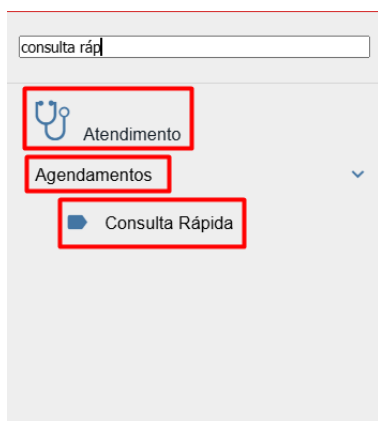 consulta ráp
Atendimento
Agendamentos
Consulta Rápida